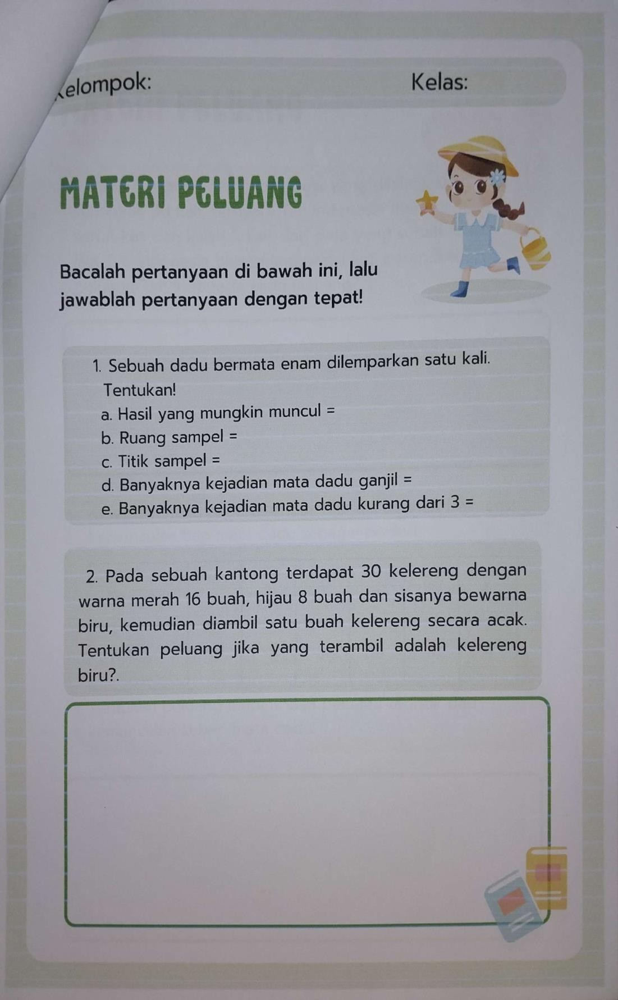 Kelompok:
Kelas:
MATERI PELUANG
Bacalah pertanyaan di bawah ini, lalu
jawablah pertanyaan dengan tepat!
1. Sebuah dadu bermata enam dilemparkan satu kali.
Tentukan!
a. Hasil yang mungkin muncul =
b. Ruang sampel =
c. Titik sampel =
d. Banyaknya kejadian mata dadu ganjil =
e. Banyaknya kejadian mata dadu kurang dari 3 =
2. Pada sebuah kantong terdapat 30 kelereng dengan
warna merah 16 buah, hijau 8 buah dan sisanya bewarna
biru, kemudian diambil satu buah kelereng secara acak.
Tentukan peluang jika yang terambil adalah kelereng
biru?.